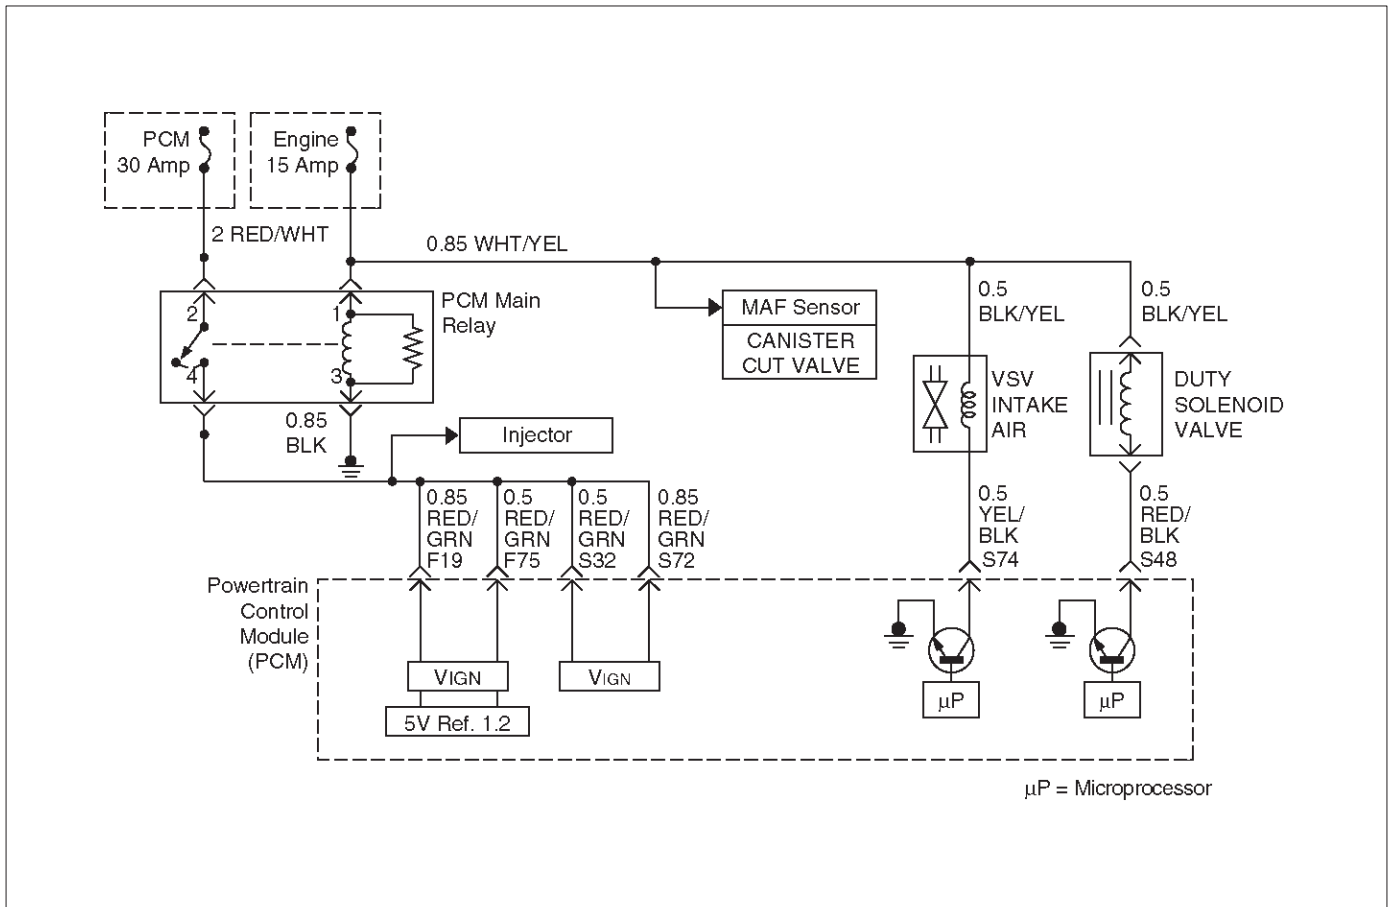 PCM
30 Amp
Engine
15 Amp
2 RED/WHT
0.85 WHT/YEL
PCM Main
Relay
2
1
4
3
0.85
BLK
MAF Sensor
CANISTER
CUT VALVE
0.5
BLK/YEL
0.5
BLK/YEL
VSV
INTAKE
AIR
DUTY
SOLENOID
VALVE
Injector
0.85
RED/
GRN
F19
0.5
RED/
GRN
F75
0.5
RED/
GRN
S32
0.85
RED/
GRN
S72
0.5
YEL/
BLK
S74
0.5
RED/
BLK
S48
Powertrain
Control
Module
(PCM)
VIGN
5V Ref. 1.2
VIGN
µP
µP
µP = Microprocessor